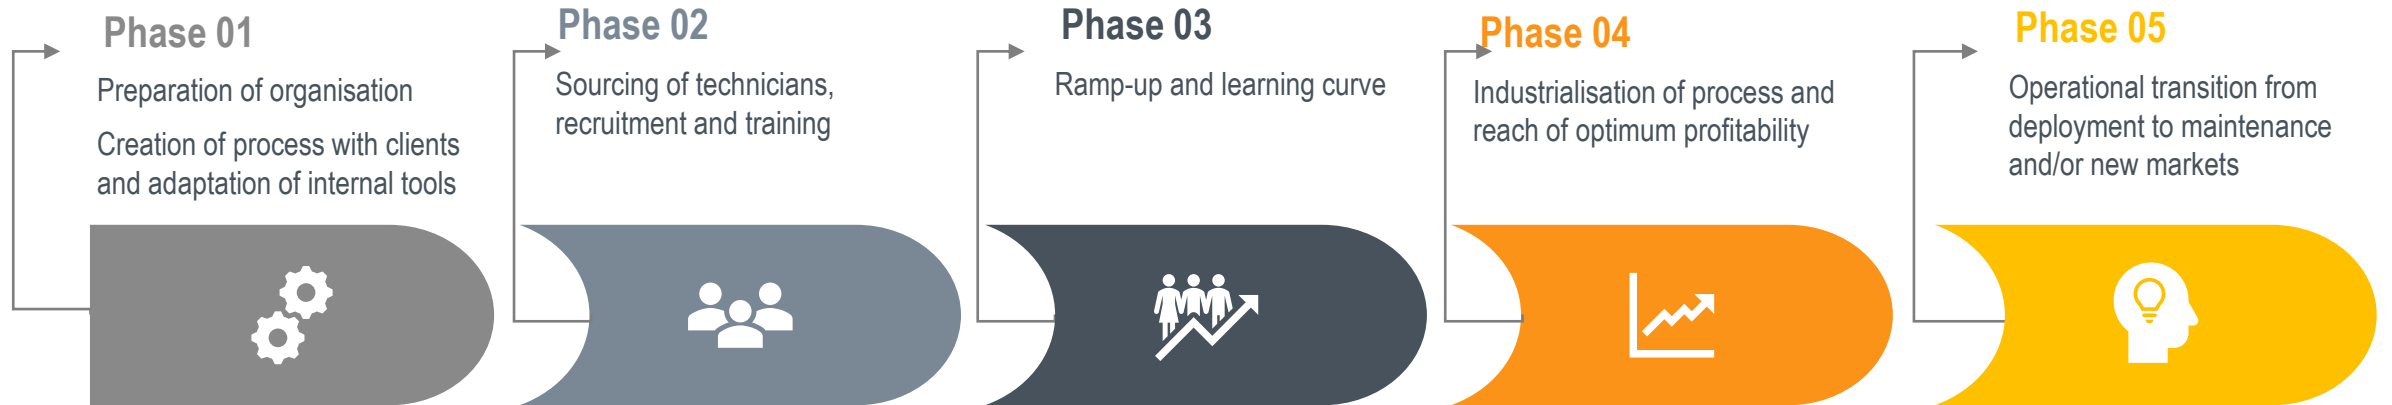 Phase 01
Preparation of organisation
Creation of process with clients
and adaptation of internal tools
Phase 02
Sourcing of technicians,
recruitment and training
Phase 03
Ramp-up and learning curve
Phase 04
Industrialisation of process and
reach of optimum profitability
Phase 05
Operational transition from
deployment to maintenance
and/or new markets